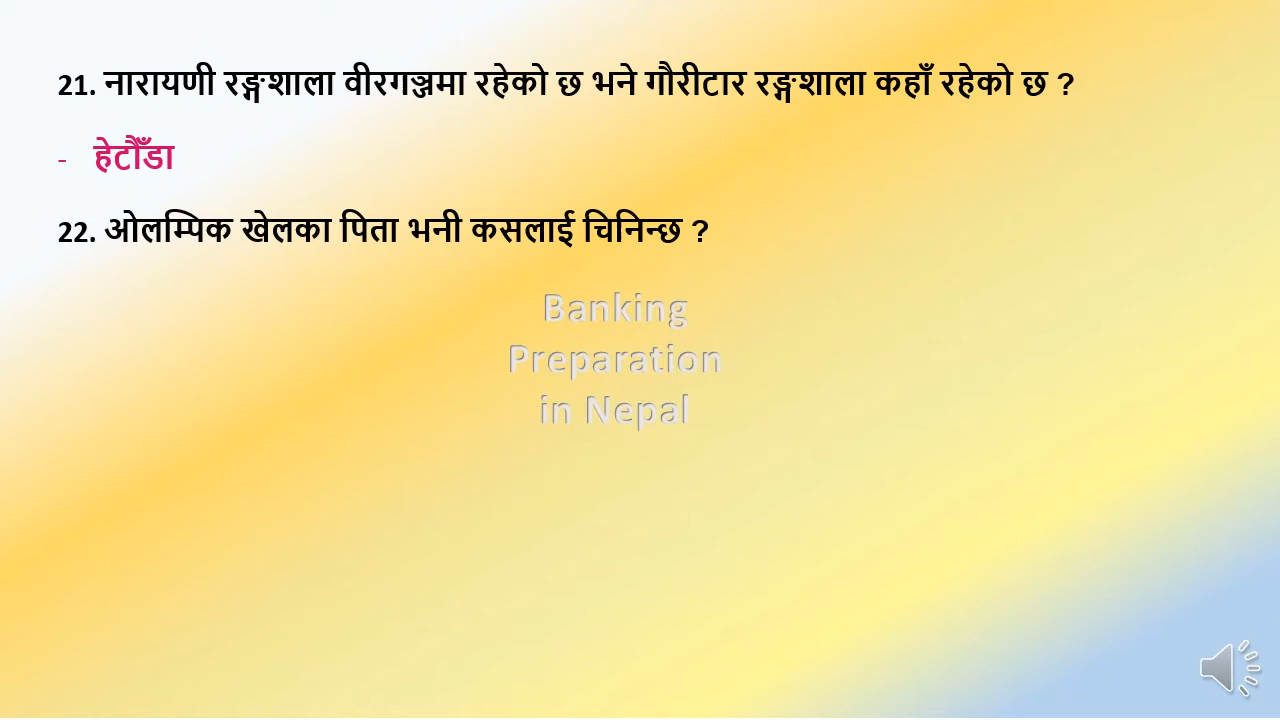 21. नारायणी रङ्गशाला वीरगञ्जमा रहेको छ भने गौरीटार रङ्गशाला कहाँ रहेको छ ?
- हेटौँडा
22. ओलम्पिक खेलका पिता भनी कसलाई चिनिन्छ ?
Banking
Preparation
in Nepal